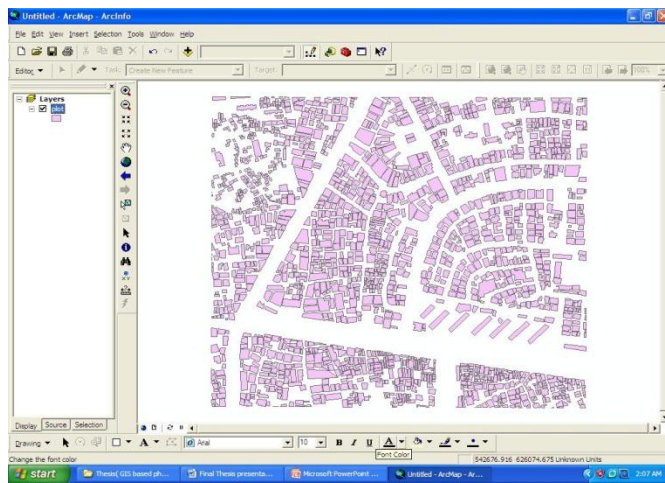 Untitled - ArcMap - ArcInfo
File Edit View Insert Selection Tools Window Help
Editor Task: Create New Feature Target: 100%
Layers
plot
Display Source Selection
Drawing A Arial 10 B I U A
Font Color
Change the font color
542676.916 626074.675 Unknown Units
start
Thesis( GIS based ph...
Final Thesis presenta...
Microsoft PowerPoint ...
Untitled - ArcMap - Ar...
2:07 AM